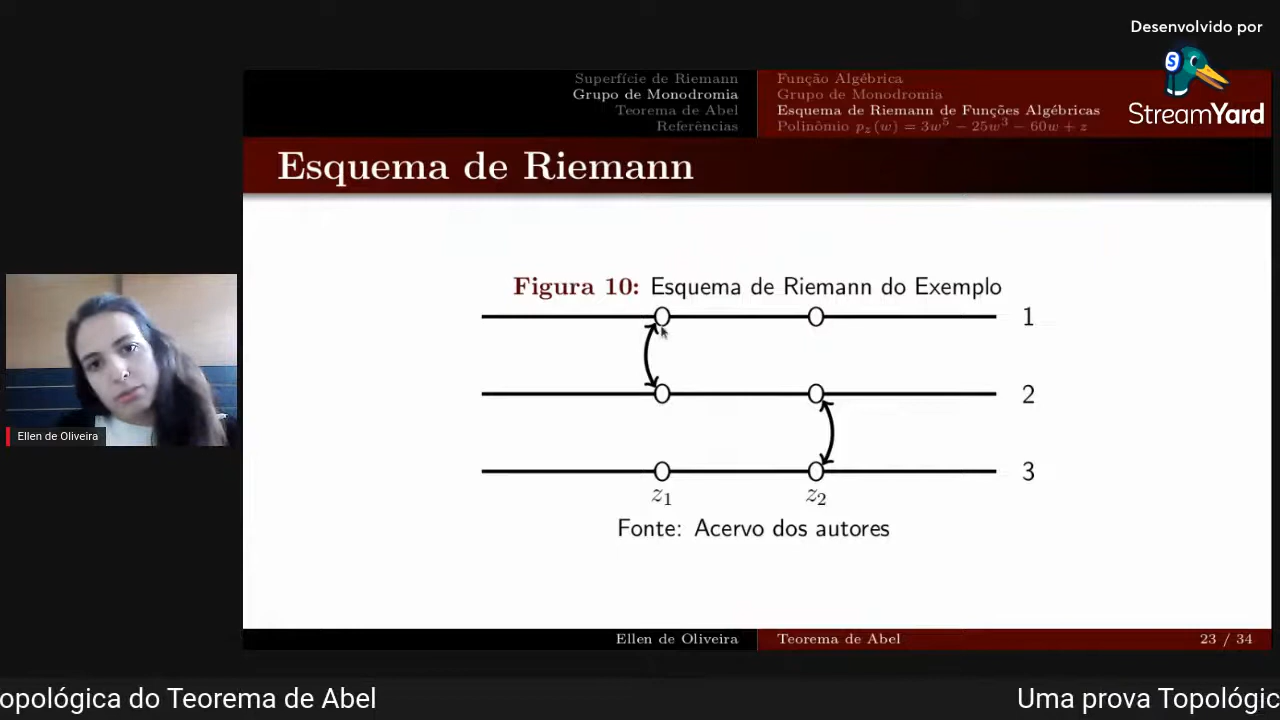 Desenvolvido por
StreamYard
Superfície de Riemann
Grupo de Monodromia
Teorema de Abel
Referências
Função Algébrica
Grupo de Monodromia
Esquema de Riemann de Funções Algébricas
Polinômio p_z(w) = 3w^5 − 25w^3 − 60w + z
Esquema de Riemann
Figura 10: Esquema de Riemann do Exemplo
1
2
3
z_1 z_2
Fonte: Acervo dos autores
Ellen de Oliveira
Ellen de Oliveira Teorema de Abel 23 / 34
opológica do Teorema de Abel Uma prova Topológic